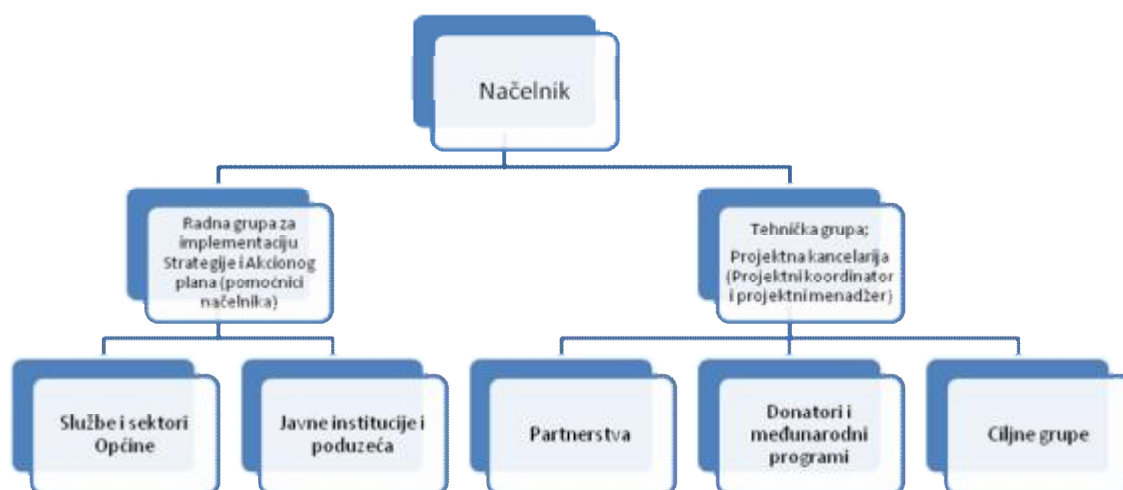 Načelnik
Radna grupa za
implementaciju
Strategije i Akcionog
plana (pomoćnici
načelnika)
Tehnička grupa;
Projektna kancelarija
(Projektni koordinator
i projektni menadžer)
Službe i sektori
Općine
Javne institucije i
poduzeća
Partnerstva
Donatori i
međunarodni
programi
Ciljne grupe